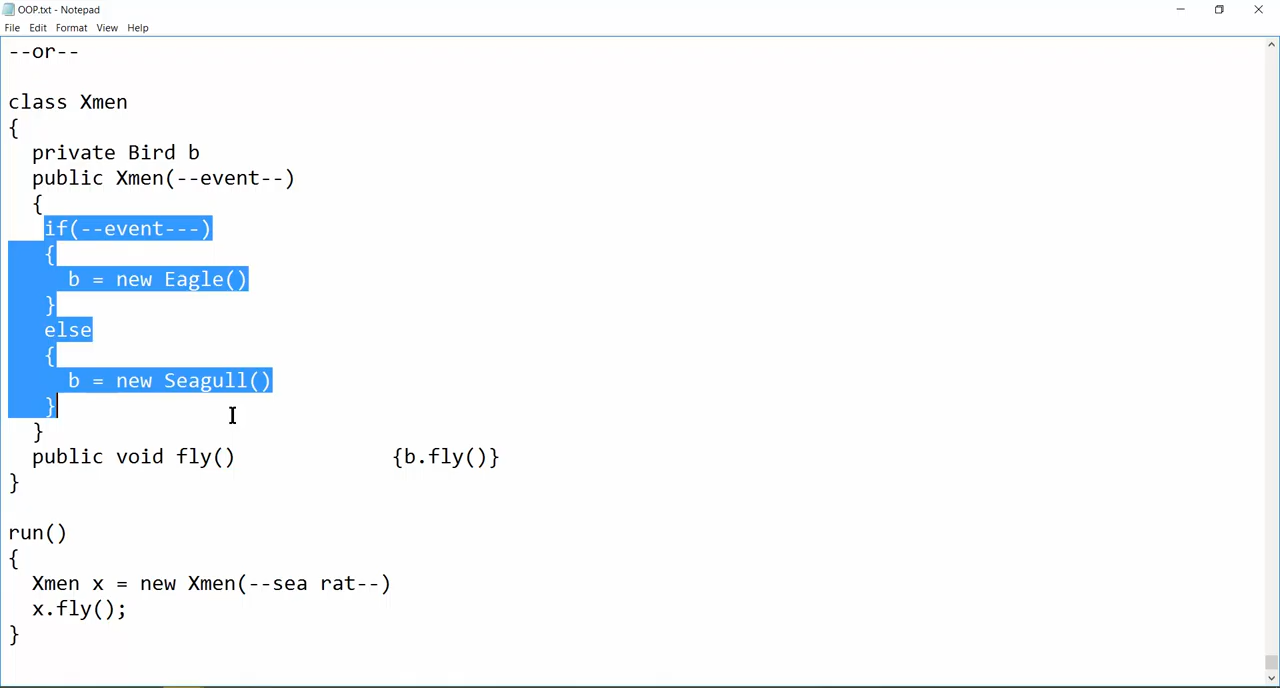 OOP.txt - Notepad
File Edit Format View Help
--or--
class Xmen
{
private Bird b
public Xmen(--event--)
{
if(--event---)
{
b = new Eagle()
}
else
{
b = new Seagull()
}
}
public void fly() {b.fly()}
}
run()
{
Xmen x = new Xmen(--sea rat--)
x.fly();
}